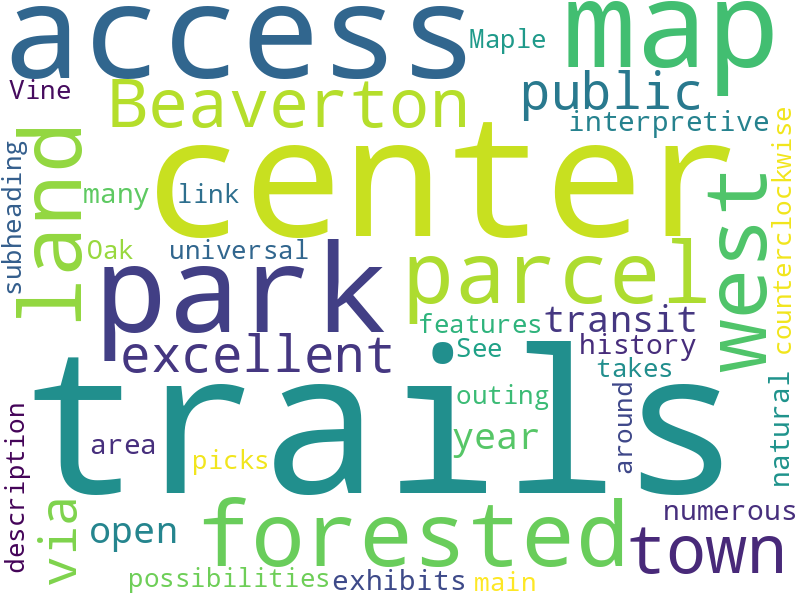 access
map
Maple
Vine
Beaverton
public
interpretive
land
center
west
counterclockwise
subheading
many
link
Oak
universal
park
parcel
features
transit
excellent
See
history
takes
trails
outing
year
around
natural
area
picks
description
via
open
forested
town
numerous
possibilities
exhibits
main